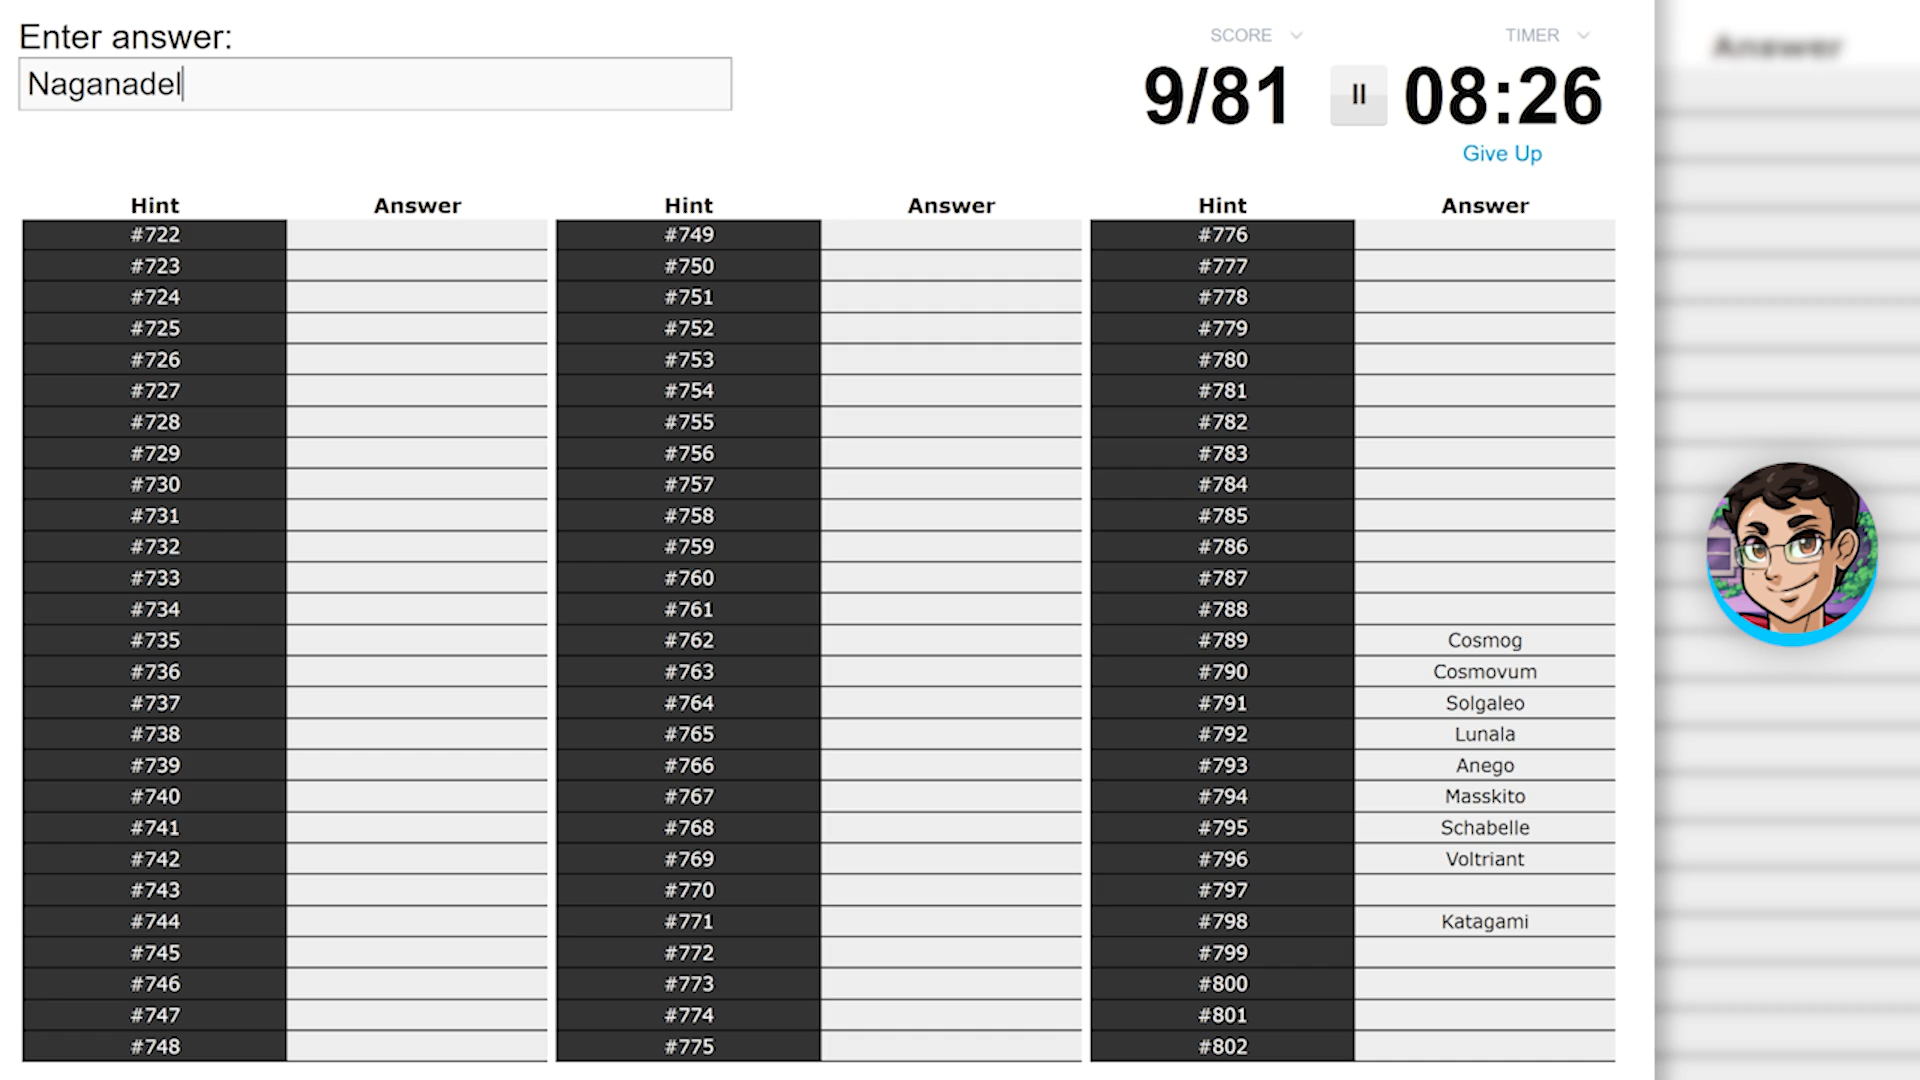 Enter answer:
Naganadel
SCORE
TIMER
9/81
08:26
Give Up
Hint Answer Hint Answer Hint Answer
#722 #749 #776
#723 #750 #777
#724 #751 #778
#725 #752 #779
#726 #753 #780
#727 #754 #781
#728 #755 #782
#729 #756 #783
#730 #757 #784
#731 #758 #785
#732 #759 #786
#733 #760 #787
#734 #761 #788
#735 #762 #789 Cosmog
#736 #763 #790 Cosmovum
#737 #764 #791 Solgaleo
#738 #765 #792 Lunala
#739 #766 #793 Anego
#740 #767 #794 Masskito
#741 #768 #795 Schabelle
#742 #769 #796 Voltriant
#743 #770 #797
#744 #771 #798 Katagami
#745 #772 #799
#746 #773 #800
#747 #774 #801
#748 #775 #802
Answer